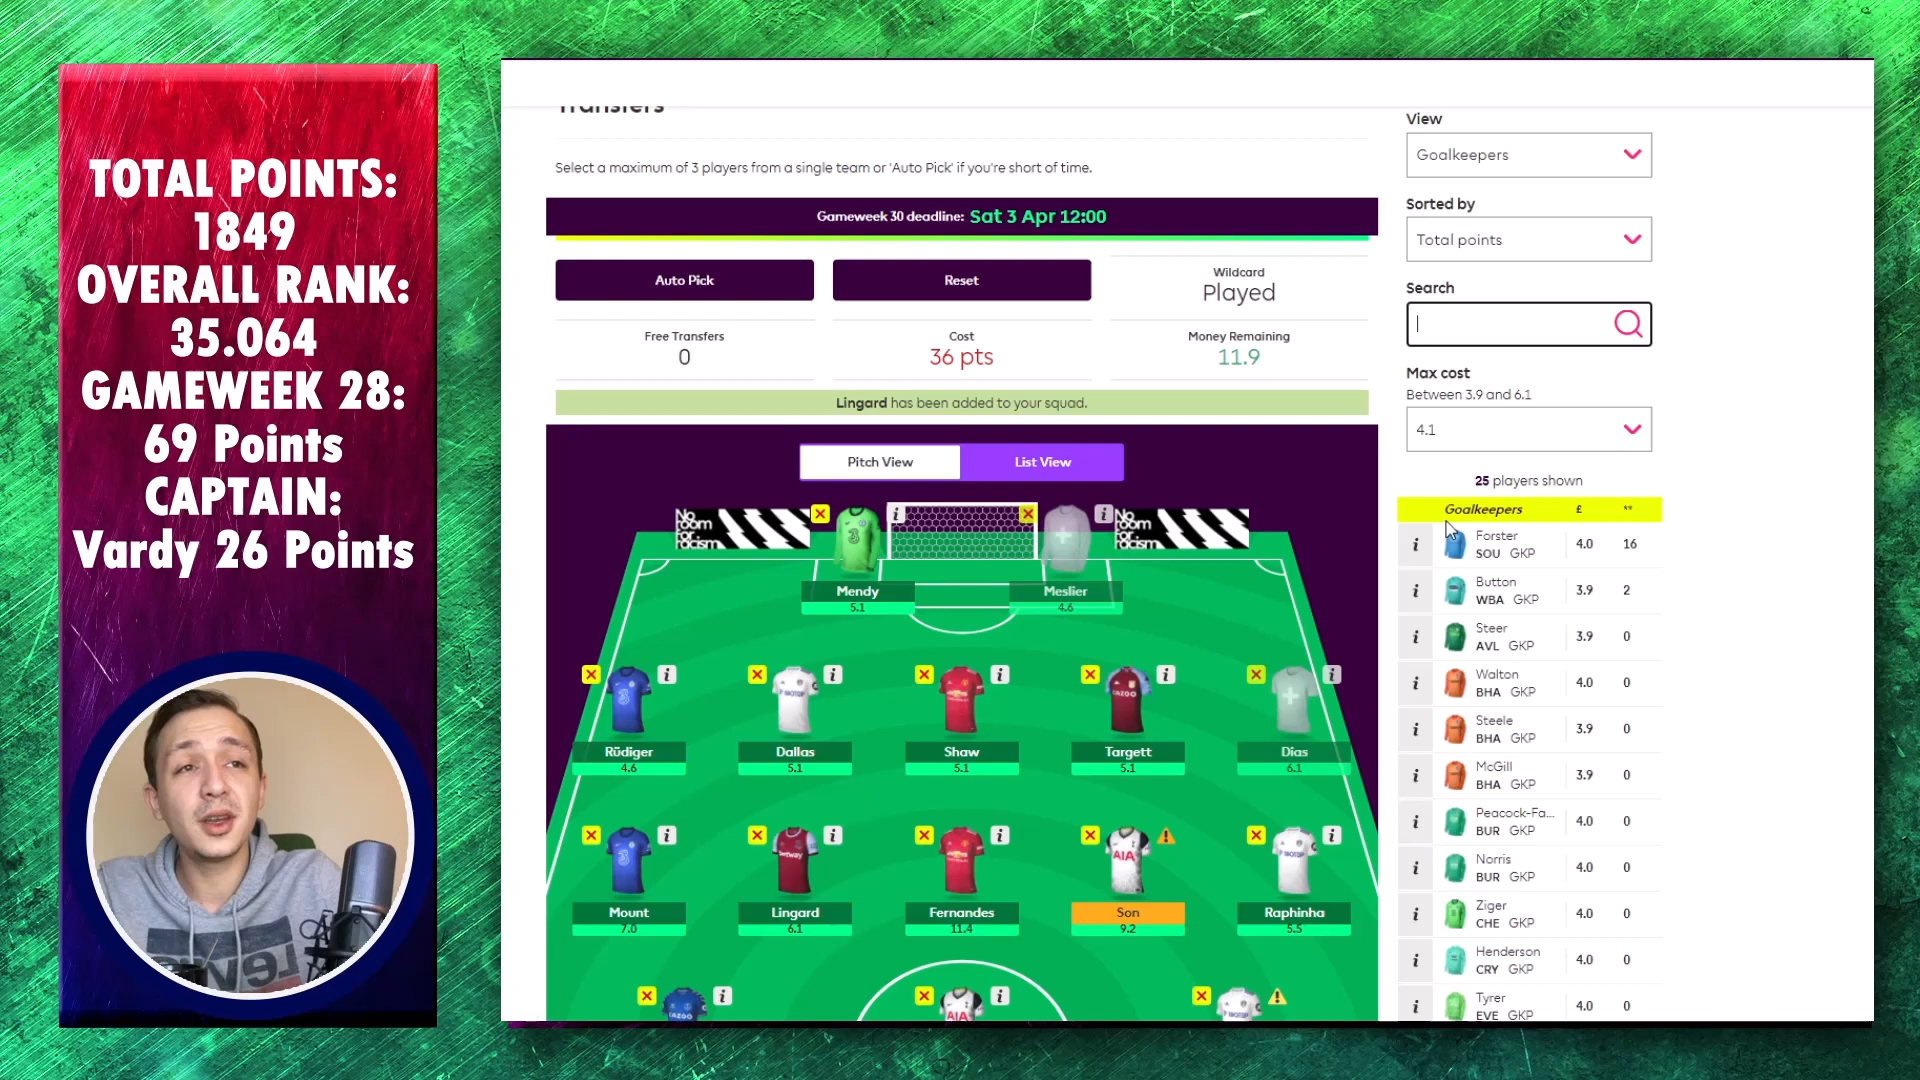 TOTAL POINTS:
1849
OVERALL RANK:
35.064
GAMEWEEK 28:
69 Points
CAPTAIN:
Vardy 26 Points
Transfers
Select a maximum of 3 players from a single team or 'Auto Pick' if you're short of time.
Gameweek 30 deadline: Sat 3 Apr 12:00
Auto Pick
Reset
Wildcard
Played
Free Transfers
0
Cost
36 pts
Money Remaining
11.9
Lingard has been added to your squad.
Pitch View
List View
No room for racism
No room for racism
Mendy
5.1
Meslier
4.6
Rüdiger
4.6
Dallas
5.1
Shaw
5.1
Targett
5.1
Dias
6.1
Mount
7.0
Lingard
6.1
Fernandes
11.4
Son
9.2
Raphinha
5.5
View
Goalkeepers
Sorted by
Total points
Search
Max cost
Between 3.9 and 6.1
4.1
25 players shown
Goalkeepers £ **
Forster
SOU GKP 4.0 16
Button
WBA GKP 3.9 2
Steer
AVL GKP 3.9 0
Walton
BHA GKP 4.0 0
Steele
BHA GKP 3.9 0
McGill
BHA GKP 3.9 0
Peacock-Fa...
BUR GKP 4.0 0
Norris
BUR GKP 4.0 0
Ziger
CHE GKP 4.0 0
Henderson
CRY GKP 4.0 0
Tyrer
EVE GKP 4.0 0